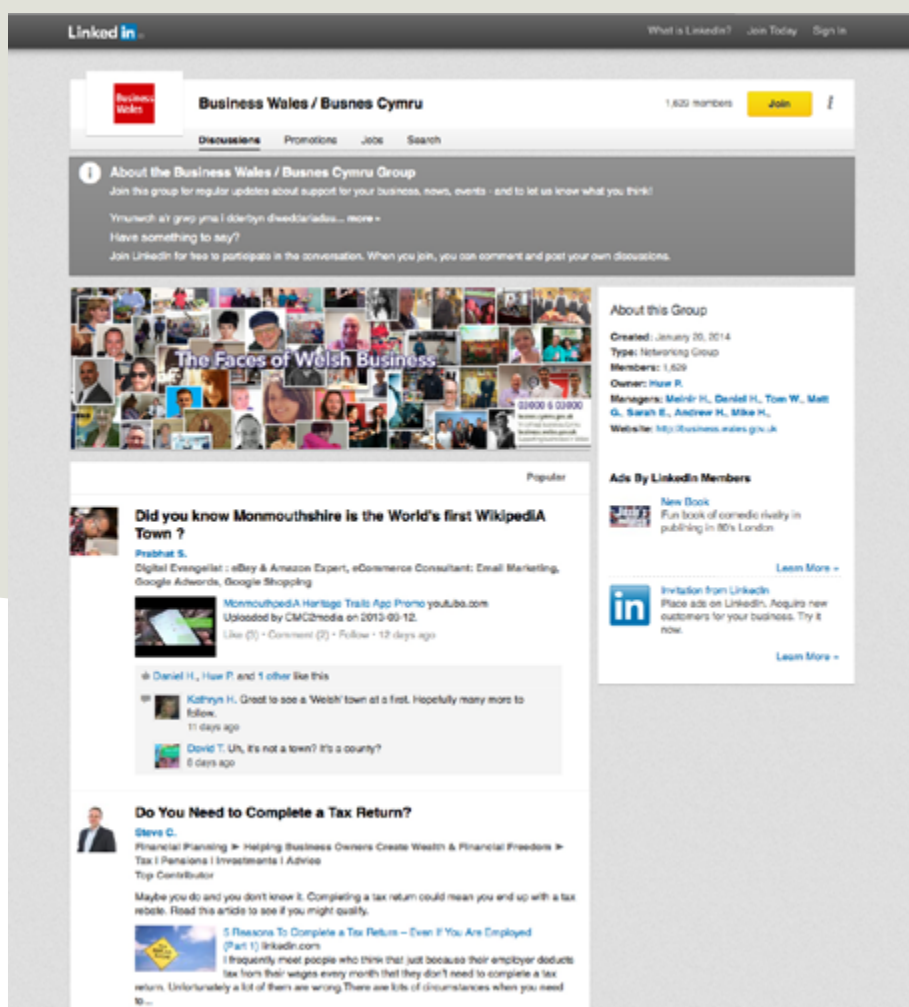 Linked in
What is LinkedIn? Join Today Sign In
Business
Wales
Business Wales / Busnes Cymru
1,629 members
Join
i
Discussions Promotions Jobs Search
About the Business Wales / Busnes Cymru Group
Join this group for regular updates about support for your business, news, events - and to let us know what you think!
Ymunwch a'r grwp yma i dderbyn diweddariadau... more »
Have something to say?
Join LinkedIn for free to participate in the conversation. When you join, you can comment and post your own discussions.
The Faces of Welsh Business
03000 6 03000
Popular
Did you know Monmouthshire is the World's first WikipediA
Town ?
Prabhat S.
Digital Evangelist : eBay & Amazon Expert, eCommerce Consultant: Email Marketing,
Google Adwords, Google Shopping
MonmouthpediA Heritage Trails App Promo youtube.com
Uploaded by CMC2media on 2013-03-12.
Like (3) • Comment (2) • Follow • 12 days ago
Daniel H., Huw P. and 1 other like this
Kathryn H. Great to see a 'Welsh' town at a first. Hopefully many more to
follow.
11 days ago
David T. Uh, it's not a town? It's a county?
8 days ago
Do You Need to Complete a Tax Return?
Steve C.
Financial Planning ► Helping Business Owners Create Wealth & Financial Freedom ►
Tax I Pensions I Investments I Advice
Top Contributor
Maybe you do and you don't know it. Completing a tax return could mean you end up with a tax
rebate. Read this article to see if you might qualify.
5 Reasons To Complete a Tax Return – Even If You Are Employed
(Part 1) linkedin.com
I frequently meet people who think that just because their employer deducts
tax from their wages every month that they don't need to complete a tax
return. Unfortunately a lot of them are wrong.There are lots of circumstances when you need
to...
About this Group
Created: January 20, 2014
Type: Networking Group
Members: 1,629
Owner: Huw P.
Managers: Meinir H., Daniel H., Tom W., Matt
G., Sarah E., Andrew H., Mike H.,
Website: http://business.wales.gov.uk
Ads By LinkedIn Members
New Book
Fun book of comedic rivalry in
publihing in 80's London
Learn More »
in
Invitation from LinkedIn
Place ads on LinkedIn. Acquire new
customers for your business. Try it
now.
Learn More »